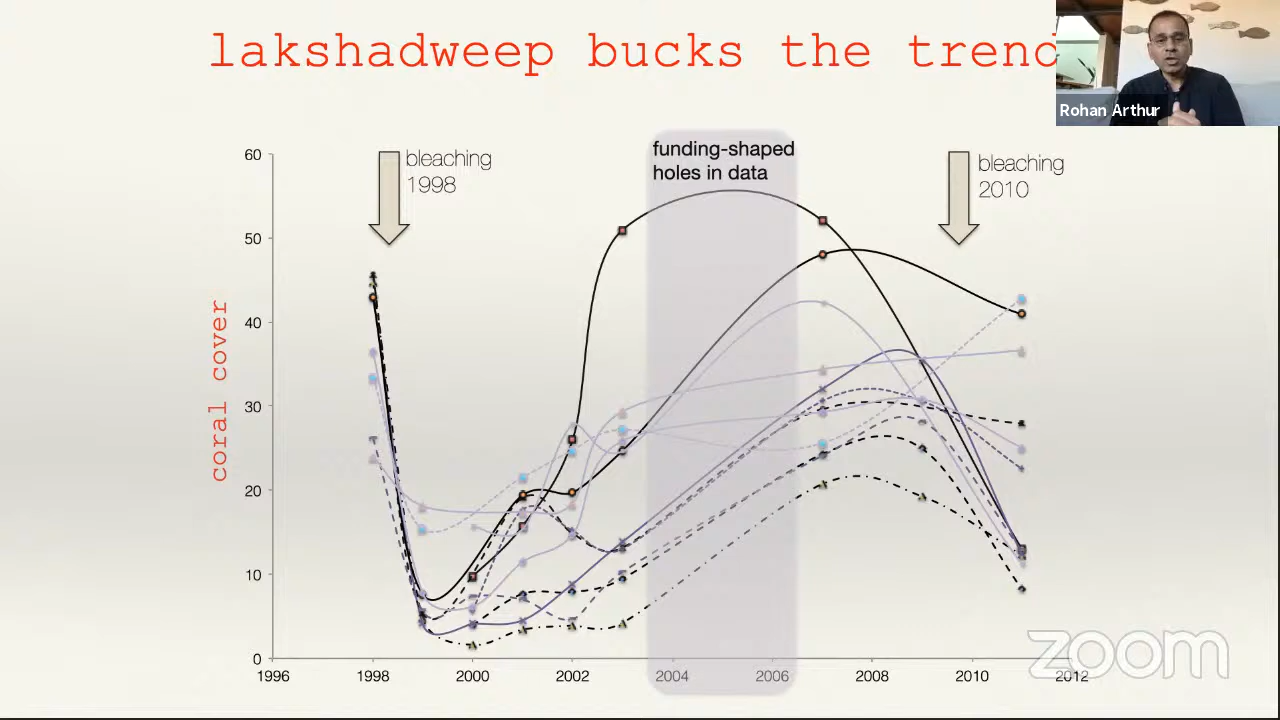 lakshadweep bucks the trend
Rohan Arthur
60
50
40
30
20
10
0
coral cover
bleaching
1998
funding-shaped
holes in data
bleaching
2010
1996
1998
2000
2002
2004
2006
2008
2010
2012
zoom